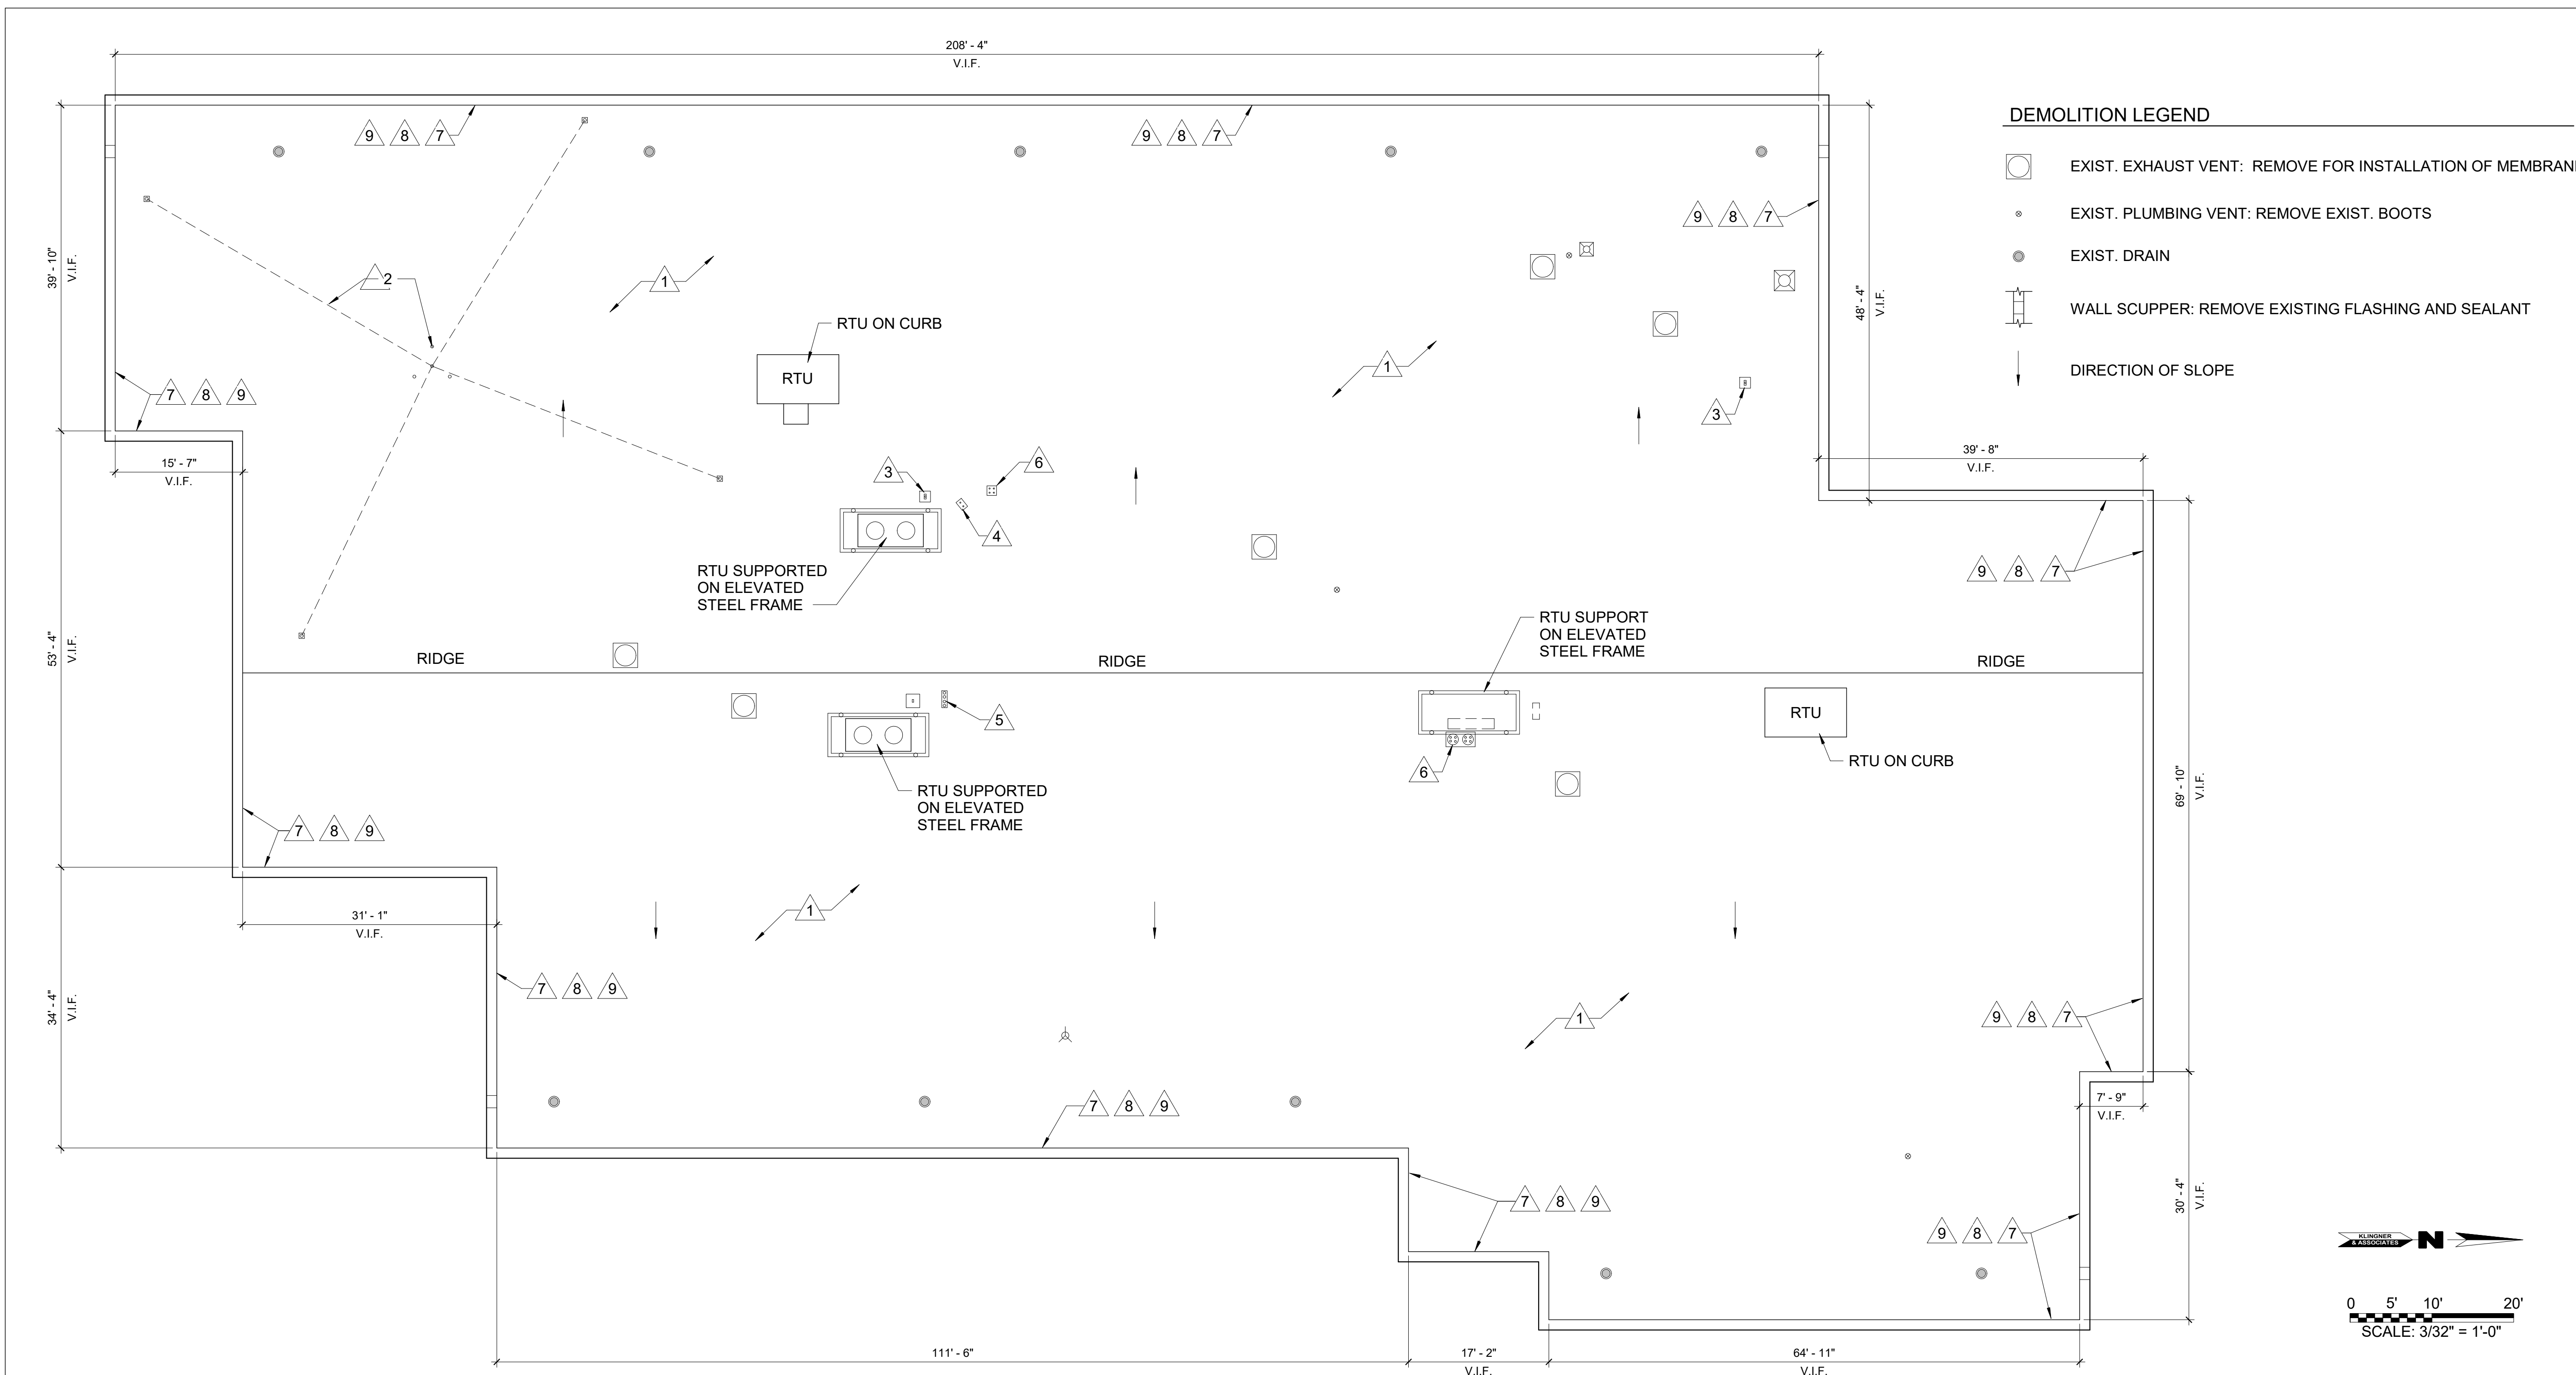 208' - 4"
V.I.F.
DEMOLITION LEGEND
EXIST. EXHAUST VENT: REMOVE FOR INSTALLATION OF MEMBRAN
EXIST. PLUMBING VENT: REMOVE EXIST. BOOTS
EXIST. DRAIN
WALL SCUPPER: REMOVE EXISTING FLASHING AND SEALANT
DIRECTION OF SLOPE
9 8 7
9 8 7
9 8 7
39' - 10"
V.I.F.
2
1
48' - 4"
V.I.F.
RTU ON CURB
RTU
1
7 8 9
3
15' - 7"
V.I.F.
39' - 8"
V.I.F.
3
6
4
RTU SUPPORTED
ON ELEVATED
STEEL FRAME
9 8 7
53' - 4"
V.I.F.
RTU SUPPORT
ON ELEVATED
STEEL FRAME
RIDGE
RIDGE
RIDGE
5
RTU
6
RTU ON CURB
69' - 10"
V.I.F.
RTU SUPPORTED
ON ELEVATED
STEEL FRAME
7 8 9
31' - 1"
V.I.F.
1
34' - 4"
V.I.F.
7 8 9
1
9 8 7
7 8 9
7' - 9"
V.I.F.
7 8 9
30' - 4"
V.I.F.
9 8 7
KLINGNER
& ASSOCIATES
N
0 5' 10' 20'
SCALE: 3/32" = 1'-0"
111' - 6"
17' - 2"
V.I.F.
64' - 11"
V.I.F.